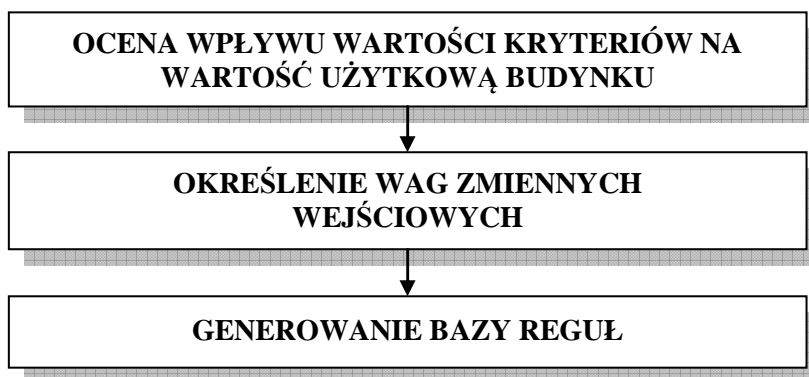 OCENA WPŁYWU WARTOŚCI KRYTERIÓW NA
WARTOŚĆ UŻYTKOWĄ BUDYNKU
OKREŚLENIE WAG ZMIENNYCH
WEJŚCIOWYCH
GENEROWANIE BAZY REGUŁ